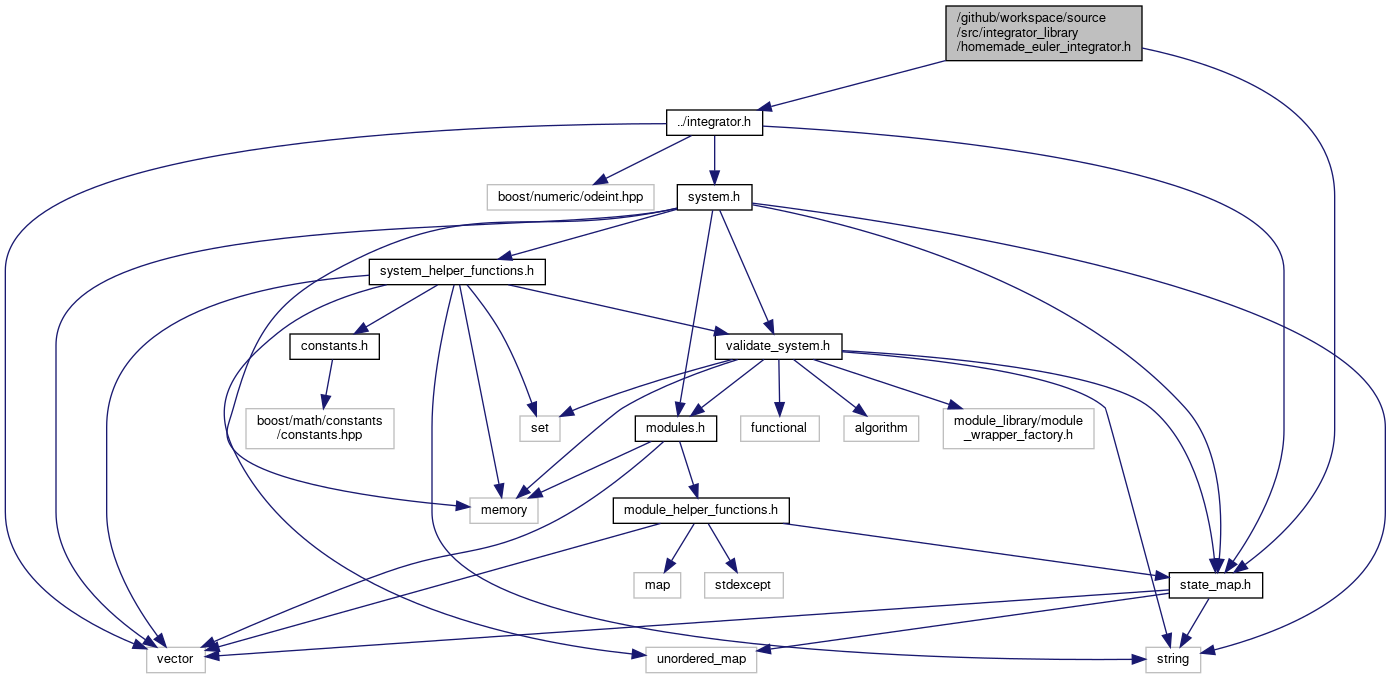 /github/workspace/source
/src/integrator_library
/homemade_euler_integrator.h
../integrator.h
boost/numeric/odeint.hpp
system.h
system_helper_functions.h
constants.h
validate_system.h
boost/math/constants
/constants.hpp
set
modules.h
functional
algorithm
module_library/module
_wrapper_factory.h
memory
module_helper_functions.h
map
stdexcept
state_map.h
vector
unordered_map
string